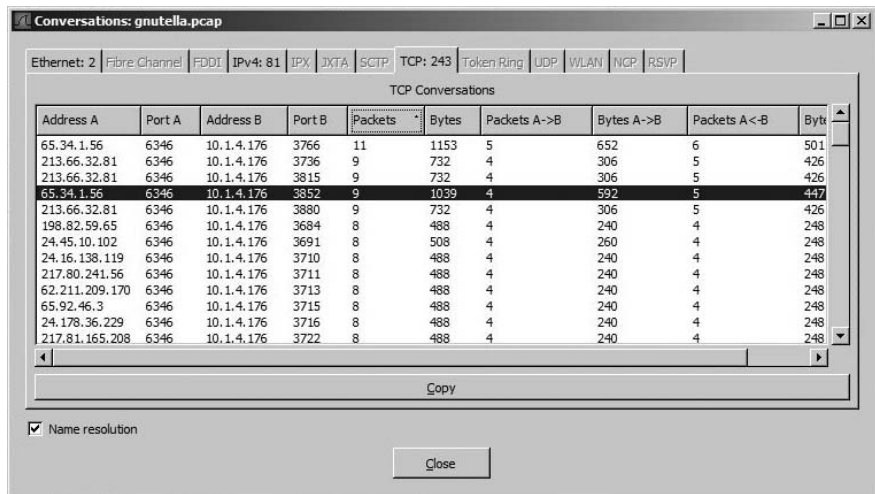 Conversations: gnutella.pcap
Ethernet: 2 Fibre Channel FDDI IPv4: 81 IPX JXTA SCTP TCP: 243 Token Ring UDP WLAN NCP RSVP
TCP Conversations
Address A Port A Address B Port B Packets Bytes Packets A->B Bytes A->B Packets A<-B Byte
65.34.1.56 6346 10.1.4.176 3766 11 1153 5 652 6 501
213.66.32.81 6346 10.1.4.176 3736 9 732 4 306 5 426
213.66.32.81 6346 10.1.4.176 3815 9 732 4 306 5 426
65.34.1.56 6346 10.1.4.176 3852 9 1039 4 592 5 447
213.66.32.81 6346 10.1.4.176 3880 9 732 4 306 5 426
198.82.59.65 6346 10.1.4.176 3684 8 488 4 240 4 248
24.45.10.102 6346 10.1.4.176 3691 8 508 4 260 4 248
24.16.138.119 6346 10.1.4.176 3710 8 488 4 240 4 248
217.80.241.56 6346 10.1.4.176 3711 8 488 4 240 4 248
62.211.209.170 6346 10.1.4.176 3713 8 488 4 240 4 248
65.92.46.3 6346 10.1.4.176 3715 8 488 4 240 4 248
24.178.36.229 6346 10.1.4.176 3716 8 488 4 240 4 248
217.81.165.208 6346 10.1.4.176 3722 8 488 4 240 4 248
Copy
Name resolution
Close